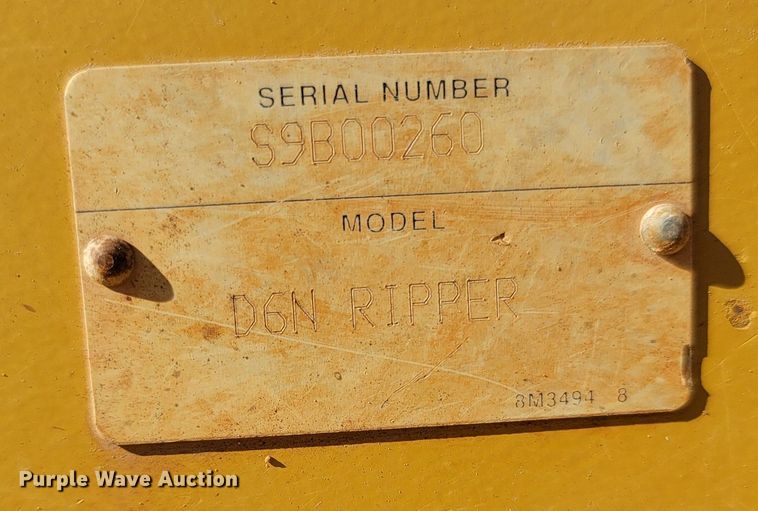 SERIAL NUMBER
S9B00260
MODEL
D6N RIPPER
8M3494 8
Purple Wave Auction